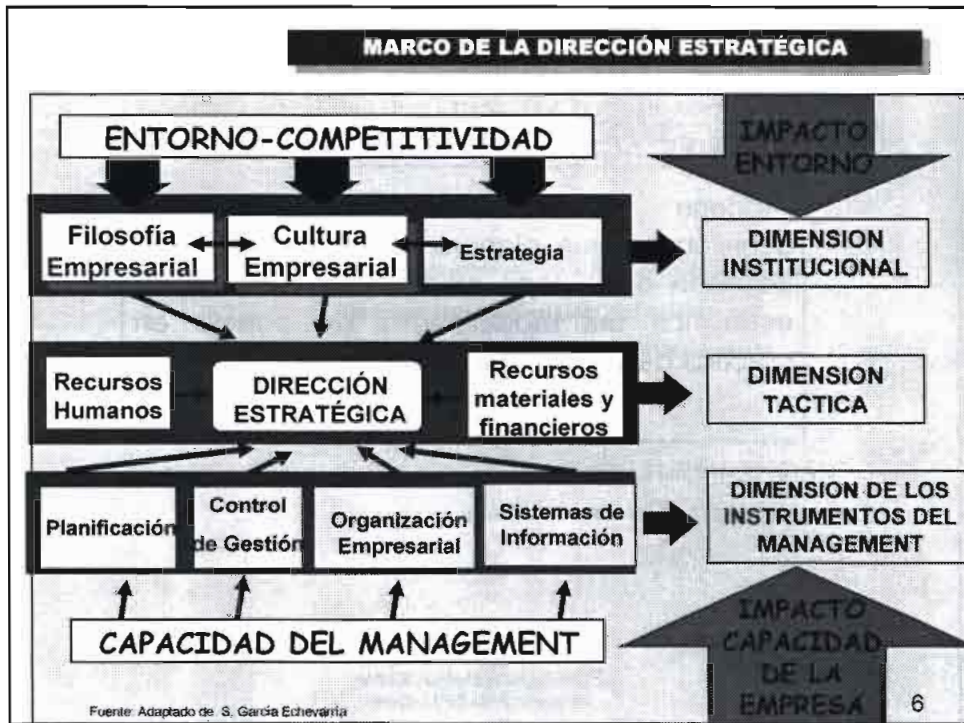 MARCO DE LA DIRECCIÓN ESTRATÉGICA
ENTORNO-COMPETITIVIDAD
IMPACTO
ENTORNO
Filosofía
Empresarial
Cultura
Empresarial
Estrategia
DIMENSION
INSTITUCIONAL
Recursos
Humanos
DIRECCIÓN
ESTRATÉGICA
Recursos
materiales y
financieros
DIMENSION
TACTICA
Planificación
Control
de Gestión
Organización
Empresarial
Sistemas de
Información
DIMENSION DE LOS
INSTRUMENTOS DEL
MANAGEMENT
CAPACIDAD DEL MANAGEMENT
IMPACTO
CAPACIDAD
DE LA
EMPRESA
Fuente: Adaptado de S. García Echevarría
6